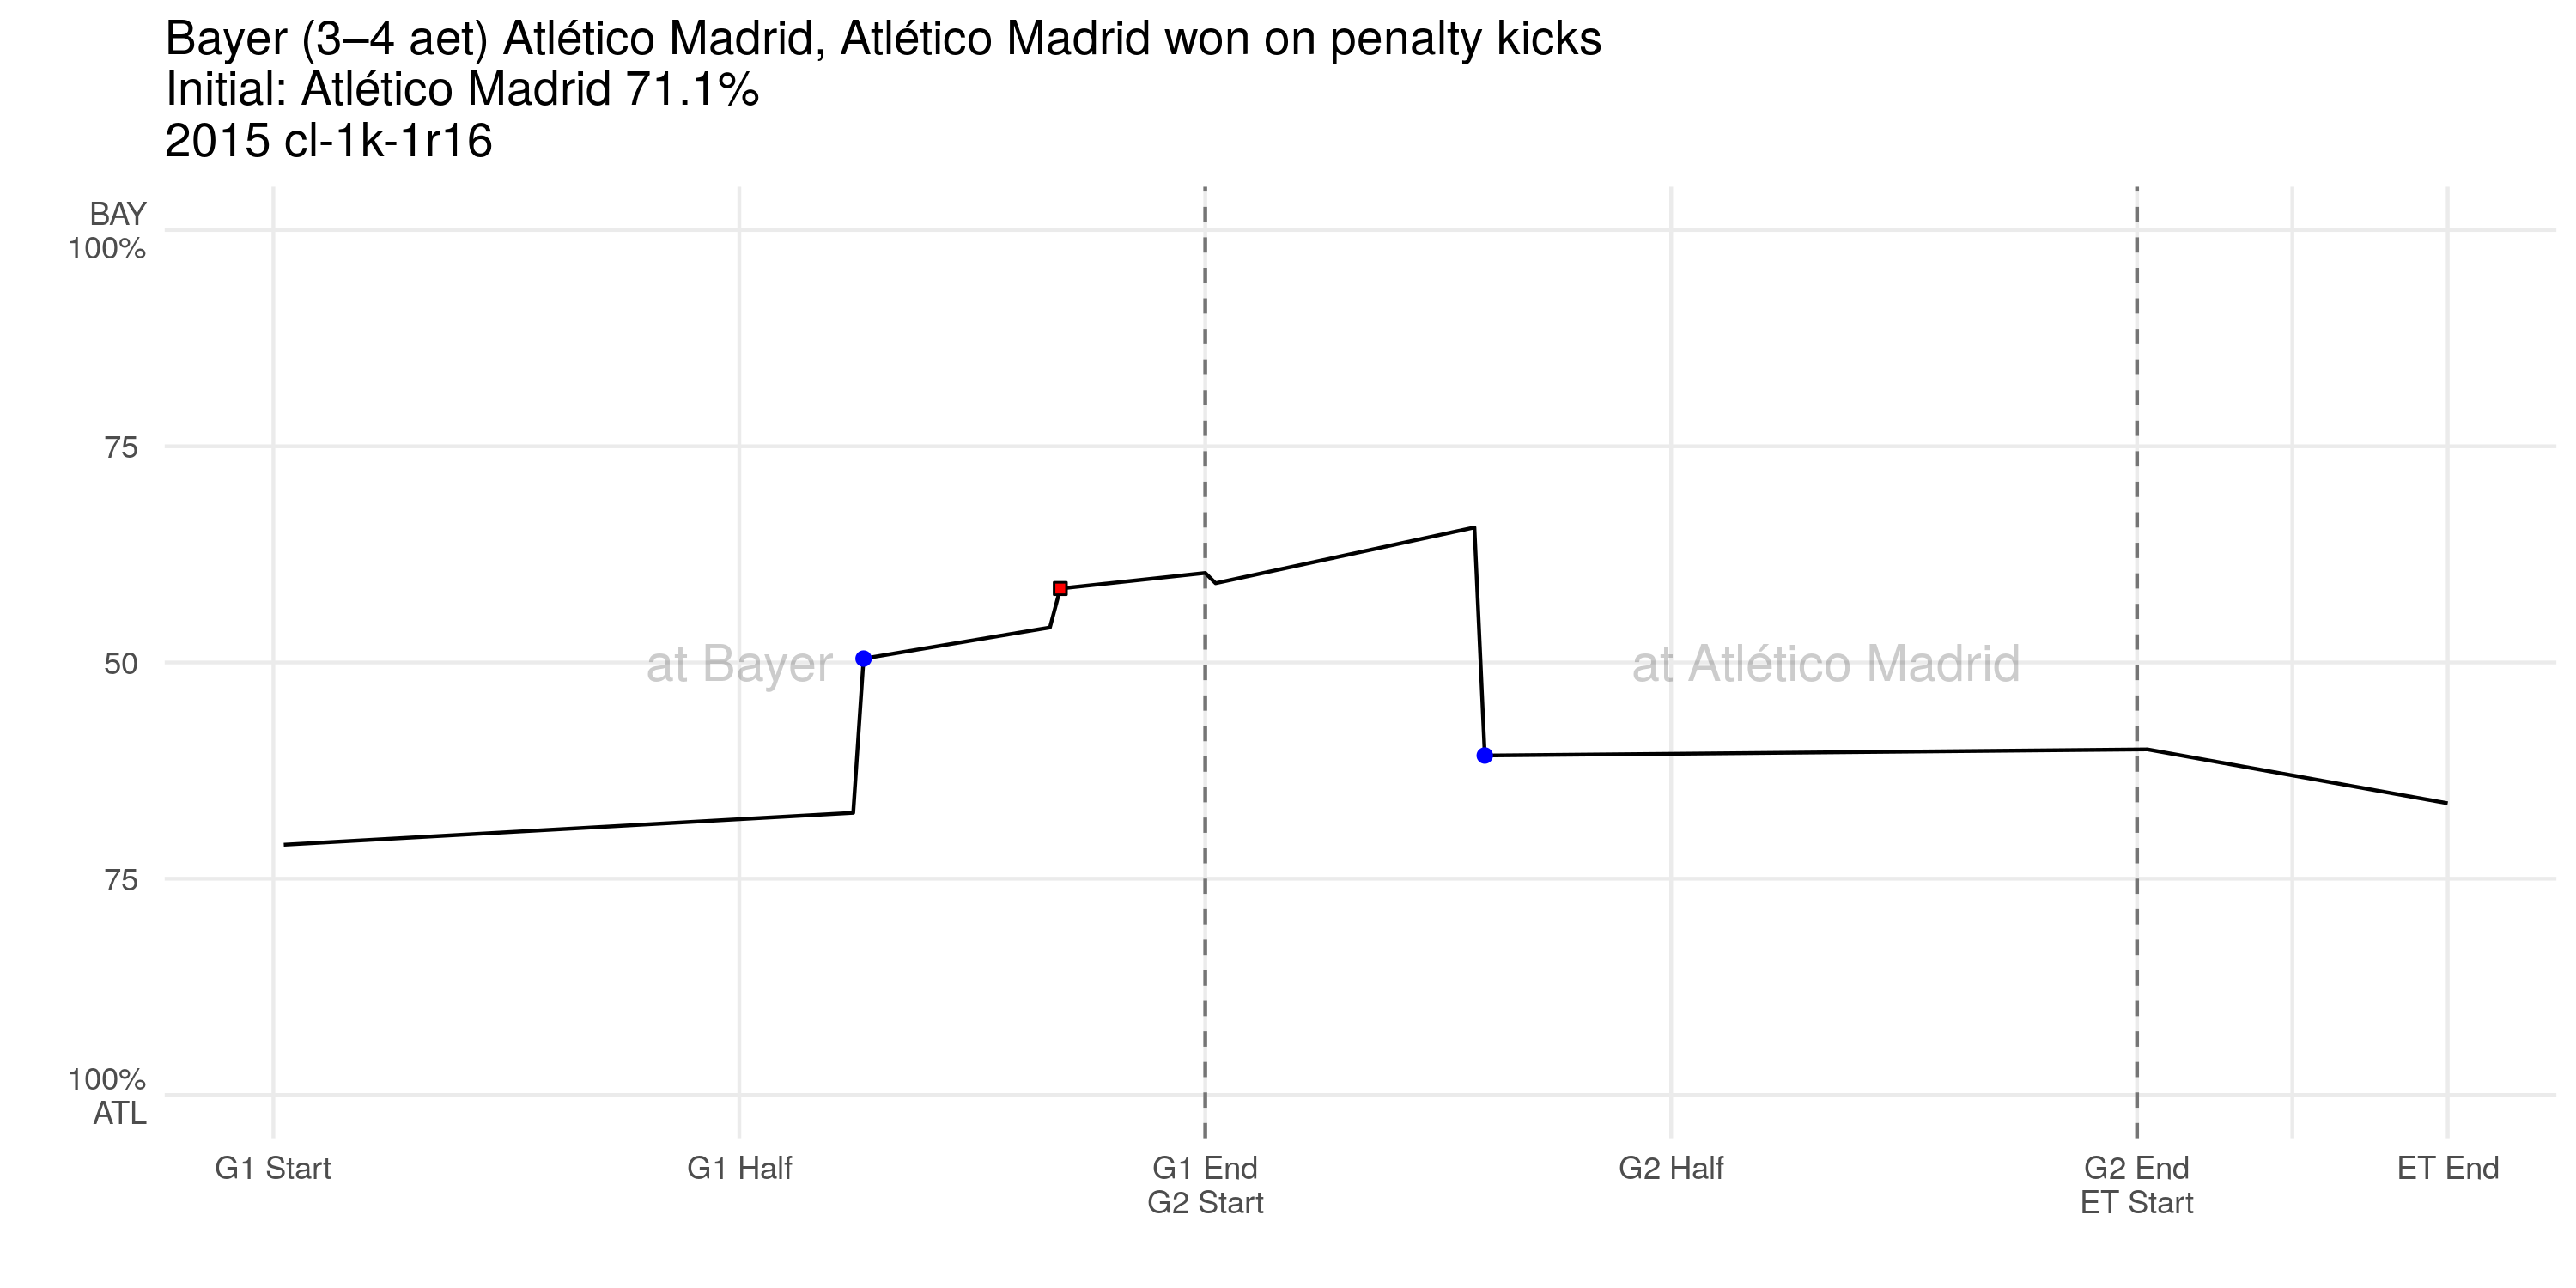 Bayer (3–4 aet) Atlético Madrid, Atlético Madrid won on penalty kicks
Initial: Atlético Madrid 71.1%
2015 cl-1k-1r16
BAY
100%
75
50
75
100%
ATL
at Bayer
at Atlético Madrid
G1 Start
G1 Half
G1 End
G2 Start
G2 Half
G2 End
ET Start
ET End